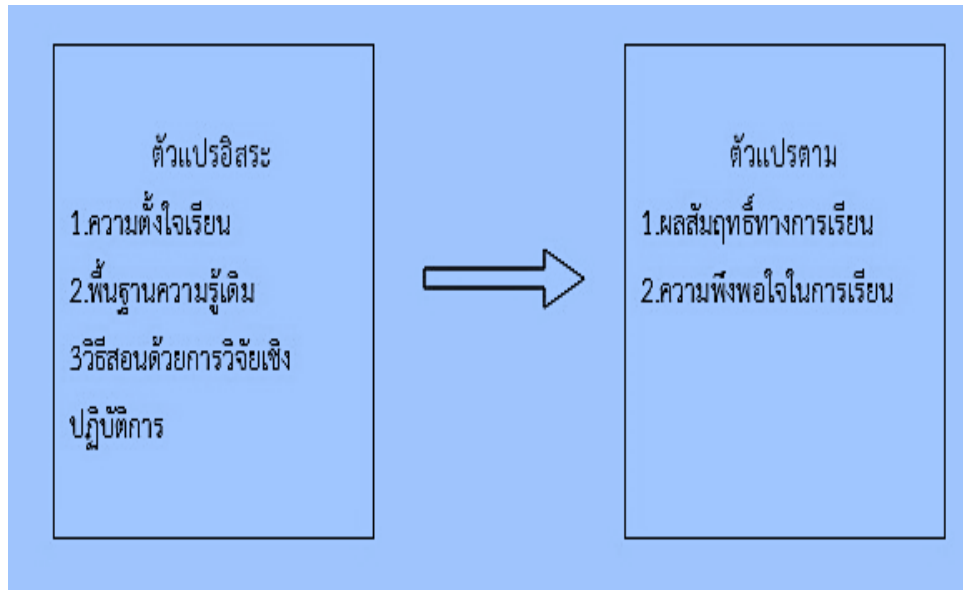 ตัวแปรอิสระ
1.ความตั้งใจเรียน
2.พื้นฐานความรู้เดิม
3วิธีสอนด้วยการวิจัยเชิง
ปฏิบัติการ
ตัวแปรตาม
1.ผลสัมฤทธิ์ทางการเรียน
2.ความพึงพอใจในการเรียน